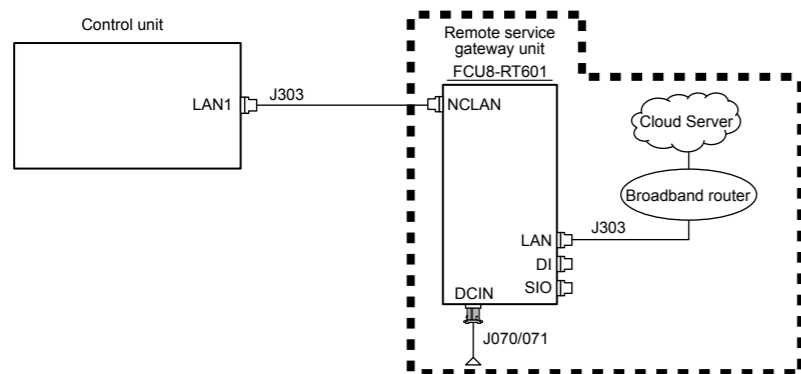 Control unit
Remote service
gateway unit
FCU8-RT601
LAN1
J303
NCLAN
Cloud Server
Broadband router
LAN
J303
DI
SIO
DCIN
J070/071